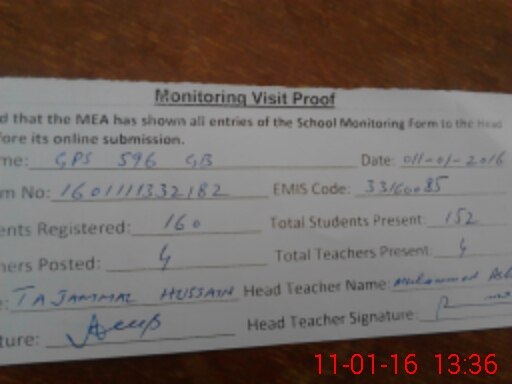 Monitoring Visit Proof
d that the MEA has shown all entries of the School Monitoring Form to the Head
fore its online submission.
me: GPS 596 GB Date: 011-01-2016
m No: 1601111332182 EMIS Code: 33160085
ents Registered: 160 Total Students Present: 152
hers Posted: 4 Total Teachers Present: 4
e: TAJAMMAL HUSSAIN Head Teacher Name: Muhammad
ture: Head Teacher Signature:
11-01-16 13:36